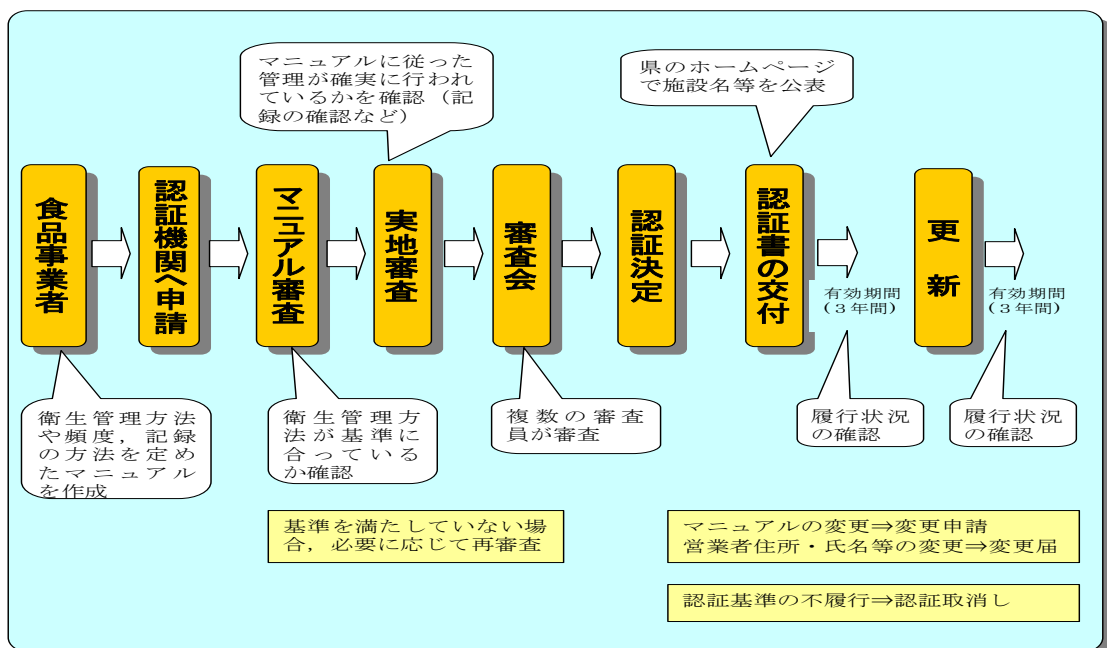 マニュアルに従った
管理が確実に行われ
ているかを確認（記
録の確認など）
県のホームページ
で施設名等を公表
食品事業者
認証機関へ申請
マニュアル審査
実地審査
審査会
認証決定
認証書の交付
有効期間
(３年間)
更新
有効期間
(３年間)
衛生管理方法
や頻度，記録
の方法を定め
たマニュアル
を作成
衛生管理方
法が基準に
合っている
か確認
複数の審査
員が審査
履行状況
の確認
履行状況
の確認
基準を満たしていない場
合，必要に応じて再審査
マニュアルの変更⇒変更申請
営業者住所・氏名等の変更⇒変更届
認証基準の不履行⇒認証取消し